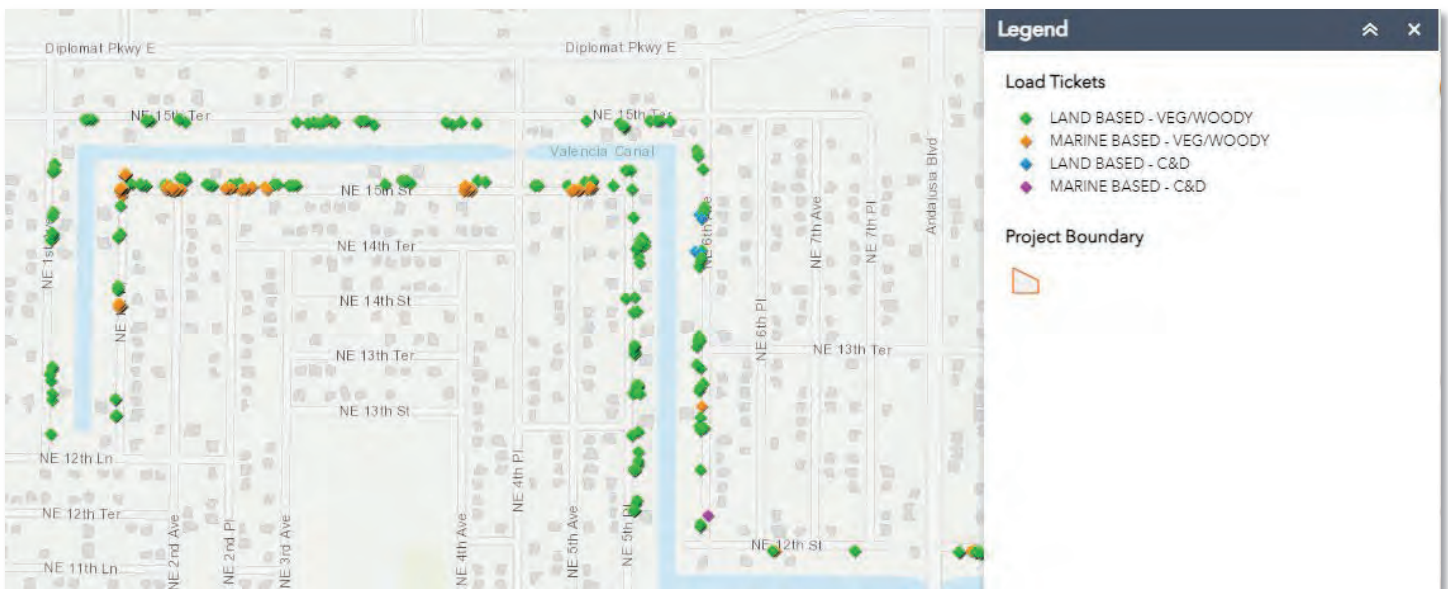 Diplomat Pkwy E
Diplomat Pkwy E
NE 15th Ter
NE 15th Ter
Valencia Canal
Andalusia Blvd
NE 15th St
NE 1st
NE 6th Ave
NE 7th Ave
NE 7th Pl
NE 14th Ter
NE 14th St
NE 6th Pl
NE 13th Ter
NE 13th Ter
NE 13th St
NE 12th Ln
NE 4th Pl
NE 12th Ter
NE 2nd Ave
NE 2nd Pl
NE 3rd Ave
NE 4th Ave
NE 5th Ave
NE 5th Pl
NE 12th St
NE 11th Ln
Legend
Load Tickets
LAND BASED - VEG/WOODY
MARINE BASED - VEG/WOODY
LAND BASED - C&D
MARINE BASED - C&D
Project Boundary